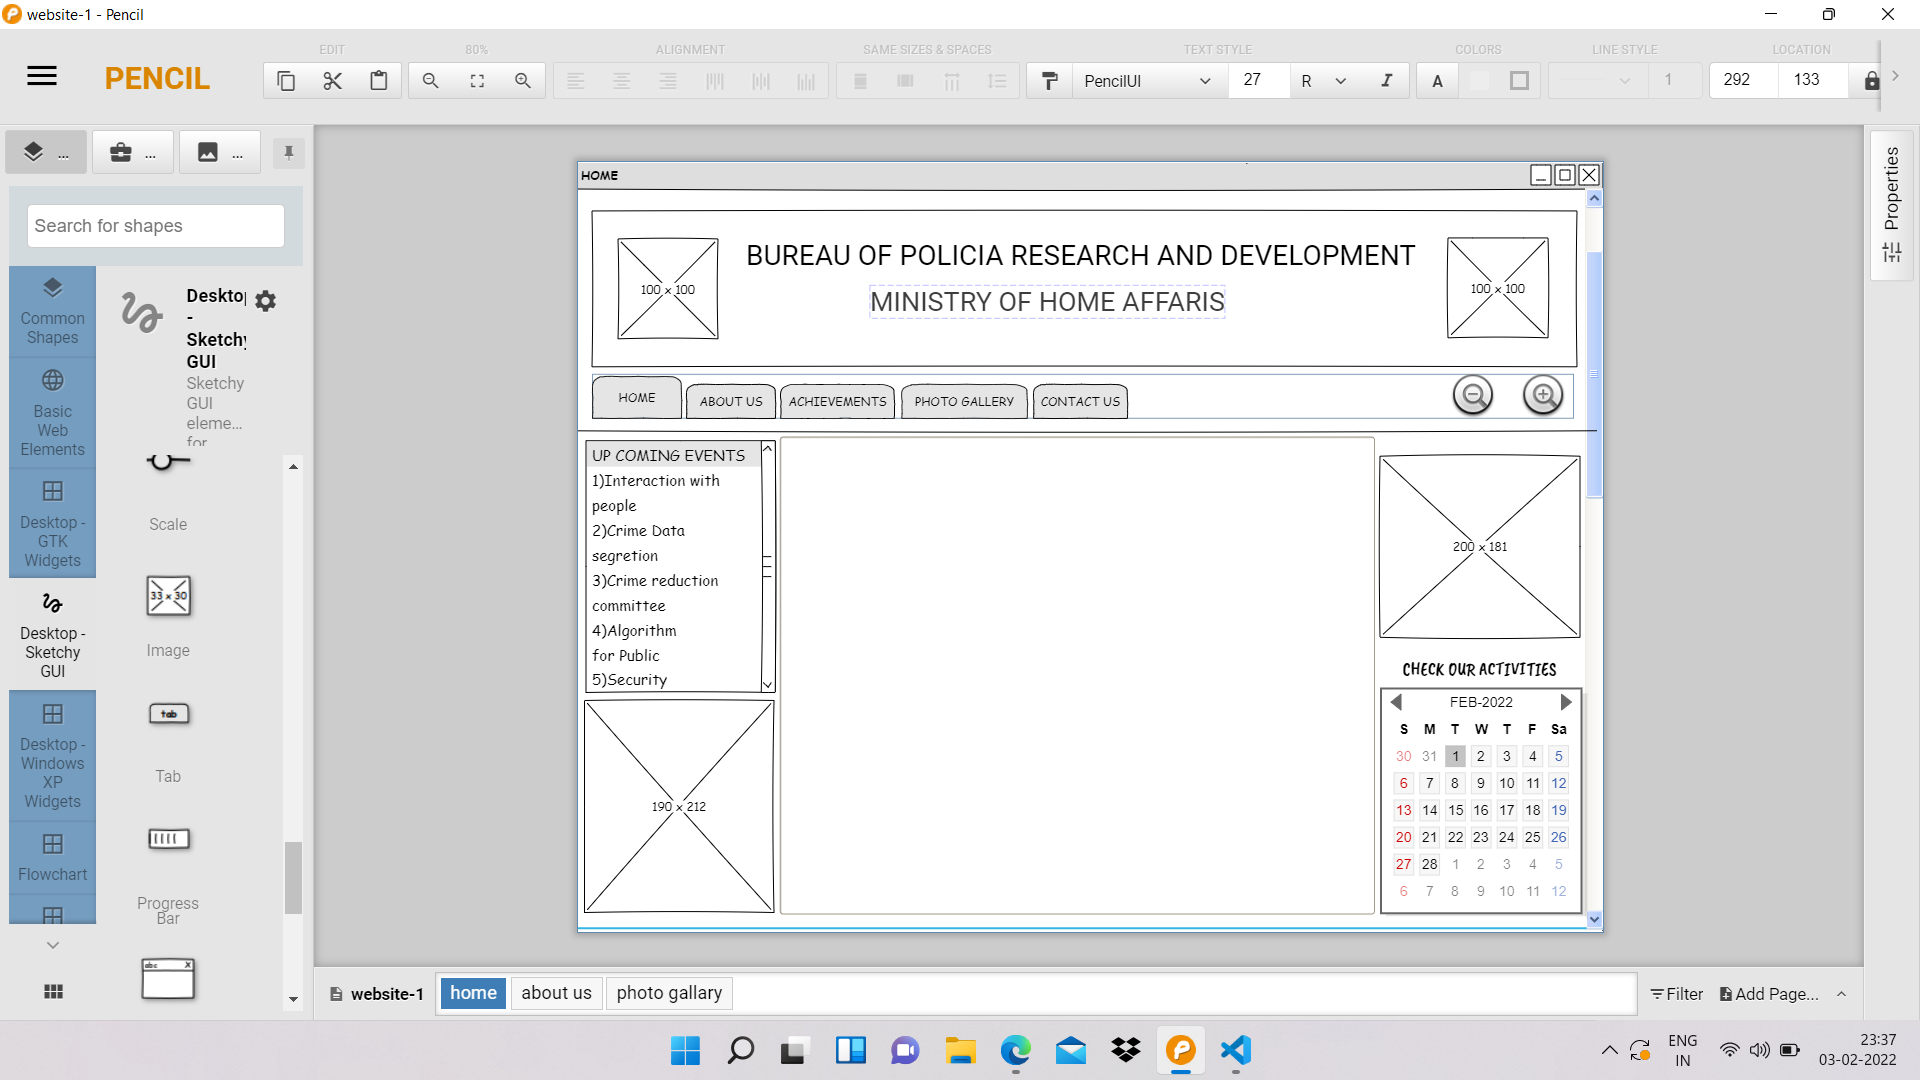 website-1 - Pencil
EDIT 80% ALIGNMENT SAME SIZES & SPACES TEXT STYLE COLORS LINE STYLE LOCATION
PENCIL PencilUI 27 R I A 1 292 133
... ... ...
Search for shapes
Common
Shapes
Basic
Web
Elements
Desktop -
GTK
Widgets
Desktop -
Sketchy
GUI
Desktop -
Windows
XP
Widgets
Flowchart
Desktop
-
Sketchy
GUI
Sketchy
GUI
eleme...
for
Scale
33 x 30
Image
tab
Tab
Progress
Bar
abc X
HOME
100 x 100
BUREAU OF POLICIA RESEARCH AND DEVELOPMENT
MINISTRY OF HOME AFFARIS
100 x 100
HOME ABOUT US ACHIEVEMENTS PHOTO GALLERY CONTACT US
UP COMING EVENTS
1)Interaction with
people
2)Crime Data
segretion
3)Crime reduction
committee
4)Algorithm
for Public
5)Security
190 x 212
200 x 181
CHECK OUR ACTIVITIES
FEB-2022
S M T W T F Sa
30 31 1 2 3 4 5
6 7 8 9 10 11 12
13 14 15 16 17 18 19
20 21 22 23 24 25 26
27 28 1 2 3 4 5
6 7 8 9 10 11 12
Properties
website-1 home about us photo gallary Filter Add Page...
ENG
IN
23:37
03-02-2022